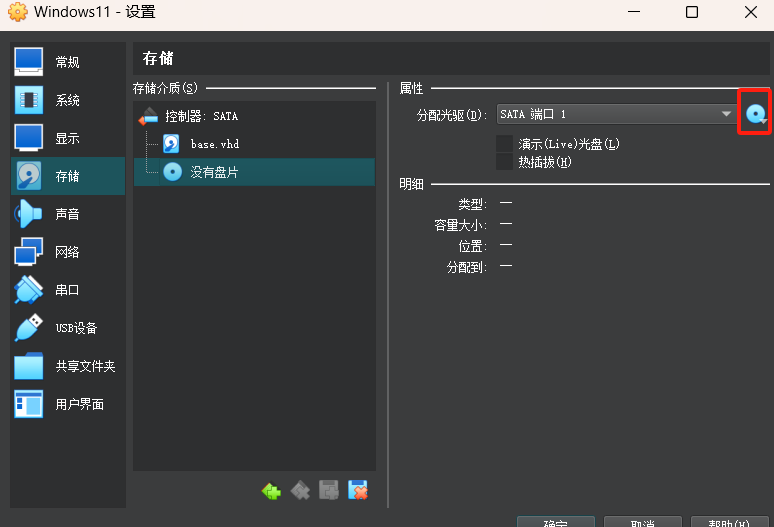 Windows11 - 设置
常规
系统
显示
存储
声音
网络
串口
USB设备
共享文件夹
用户界面
存储
存储介质(S)
控制器: SATA
base.vhd
没有盘片
属性
分配光驱(D): SATA 端口 1
演示(Live)光盘(L)
热插拔(H)
明细
类型: —
容量大小: —
位置: —
分配到: —
确定 取消 帮助(H)